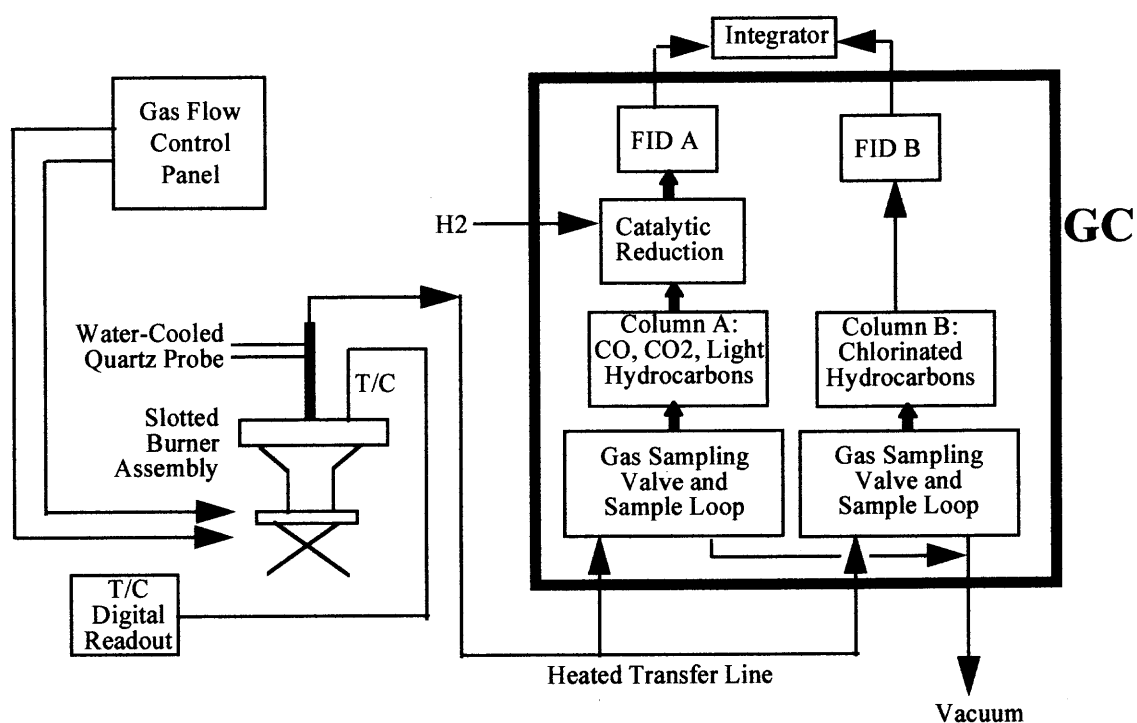 Integrator
Gas Flow
Control
Panel
FID A
FID B
H2
Catalytic
Reduction
GC
Water-Cooled
Quartz Probe
T/C
Column A:
CO, CO2, Light
Hydrocarbons
Column B:
Chlorinated
Hydrocarbons
Slotted
Burner
Assembly
Gas Sampling
Valve and
Sample Loop
Gas Sampling
Valve and
Sample Loop
T/C
Digital
Readout
Heated Transfer Line
Vacuum